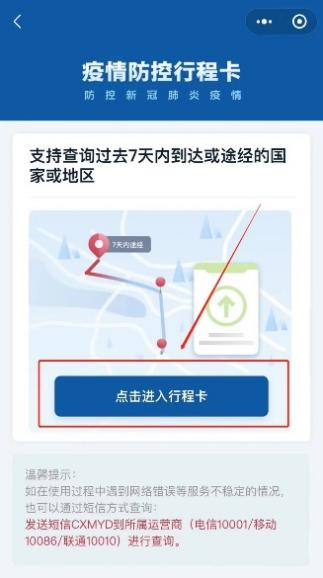 疫情防控行程卡
防控新冠肺炎疫情
支持查询过去7天内到达或途经的国
家或地区
7天内途经
点击进入行程卡
温馨提示：
如在使用过程中遇到网络错误等服务不稳定的情况，
也可以通过短信方式查询：
发送短信CXMYD到所属运营商（电信10001/移动
10086/联通10010）进行查询。